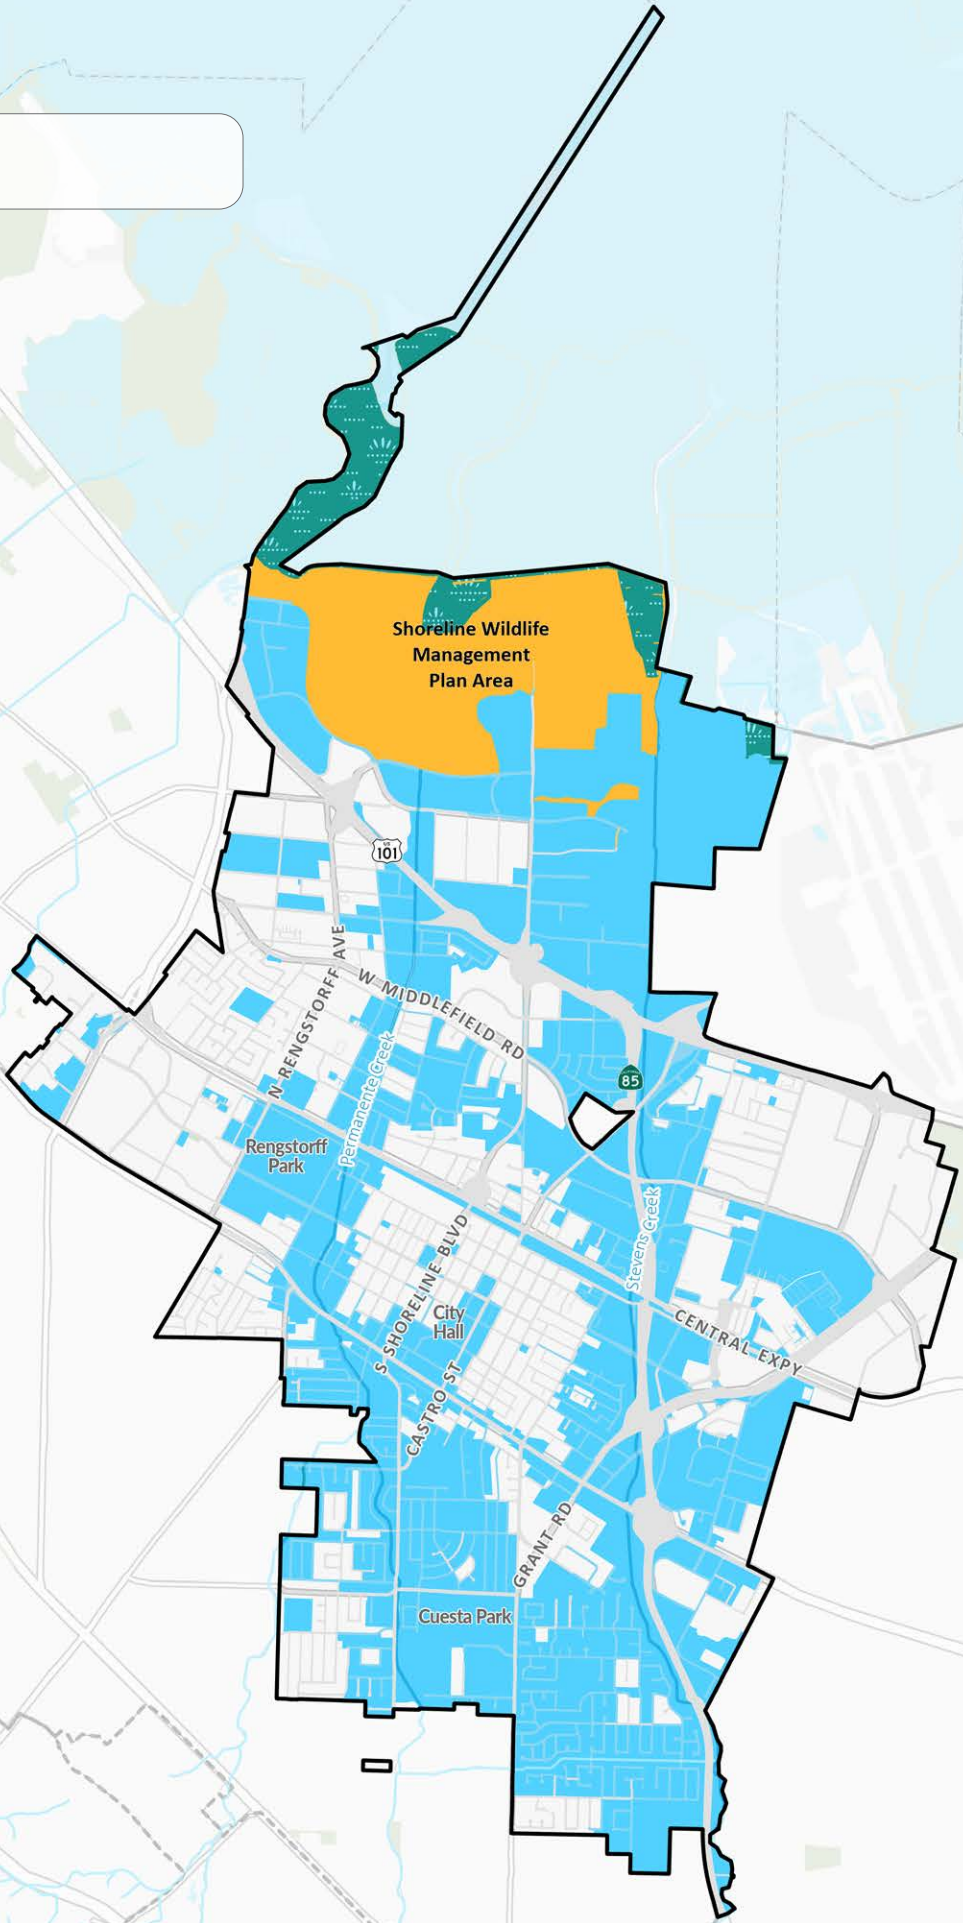 Shoreline Wildlife
Management
Plan Area
US
101
N RENGSTORFF AVE
W MIDDLEFIELD RD
85
Permanente Creek
Rengstorff
Park
Stevens Creek
S SHORELINE BLVD
City
Hall
CENTRAL EXPY
CASTRO ST
GRANT RD
Cuesta Park